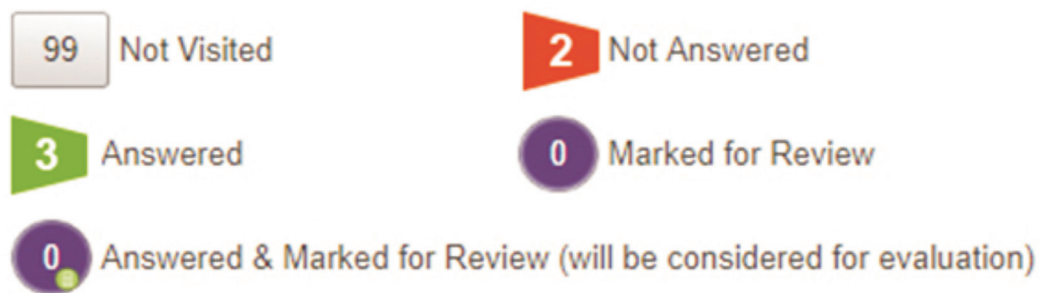 99 Not Visited 2 Not Answered
3 Answered 0 Marked for Review
0 Answered & Marked for Review (will be considered for evaluation)